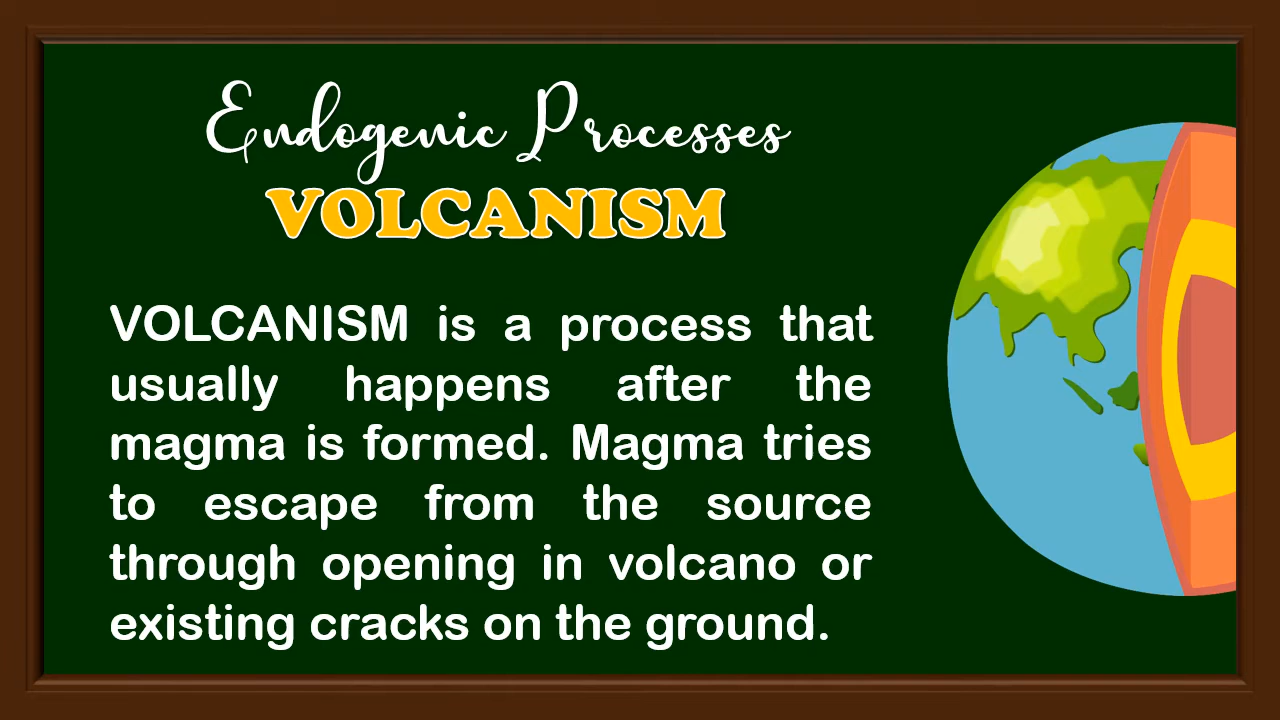 Endogenic Processes
VOLCANISM
VOLCANISM is a process that
usually happens after the
magma is formed. Magma tries
to escape from the source
through opening in volcano or
existing cracks on the ground.